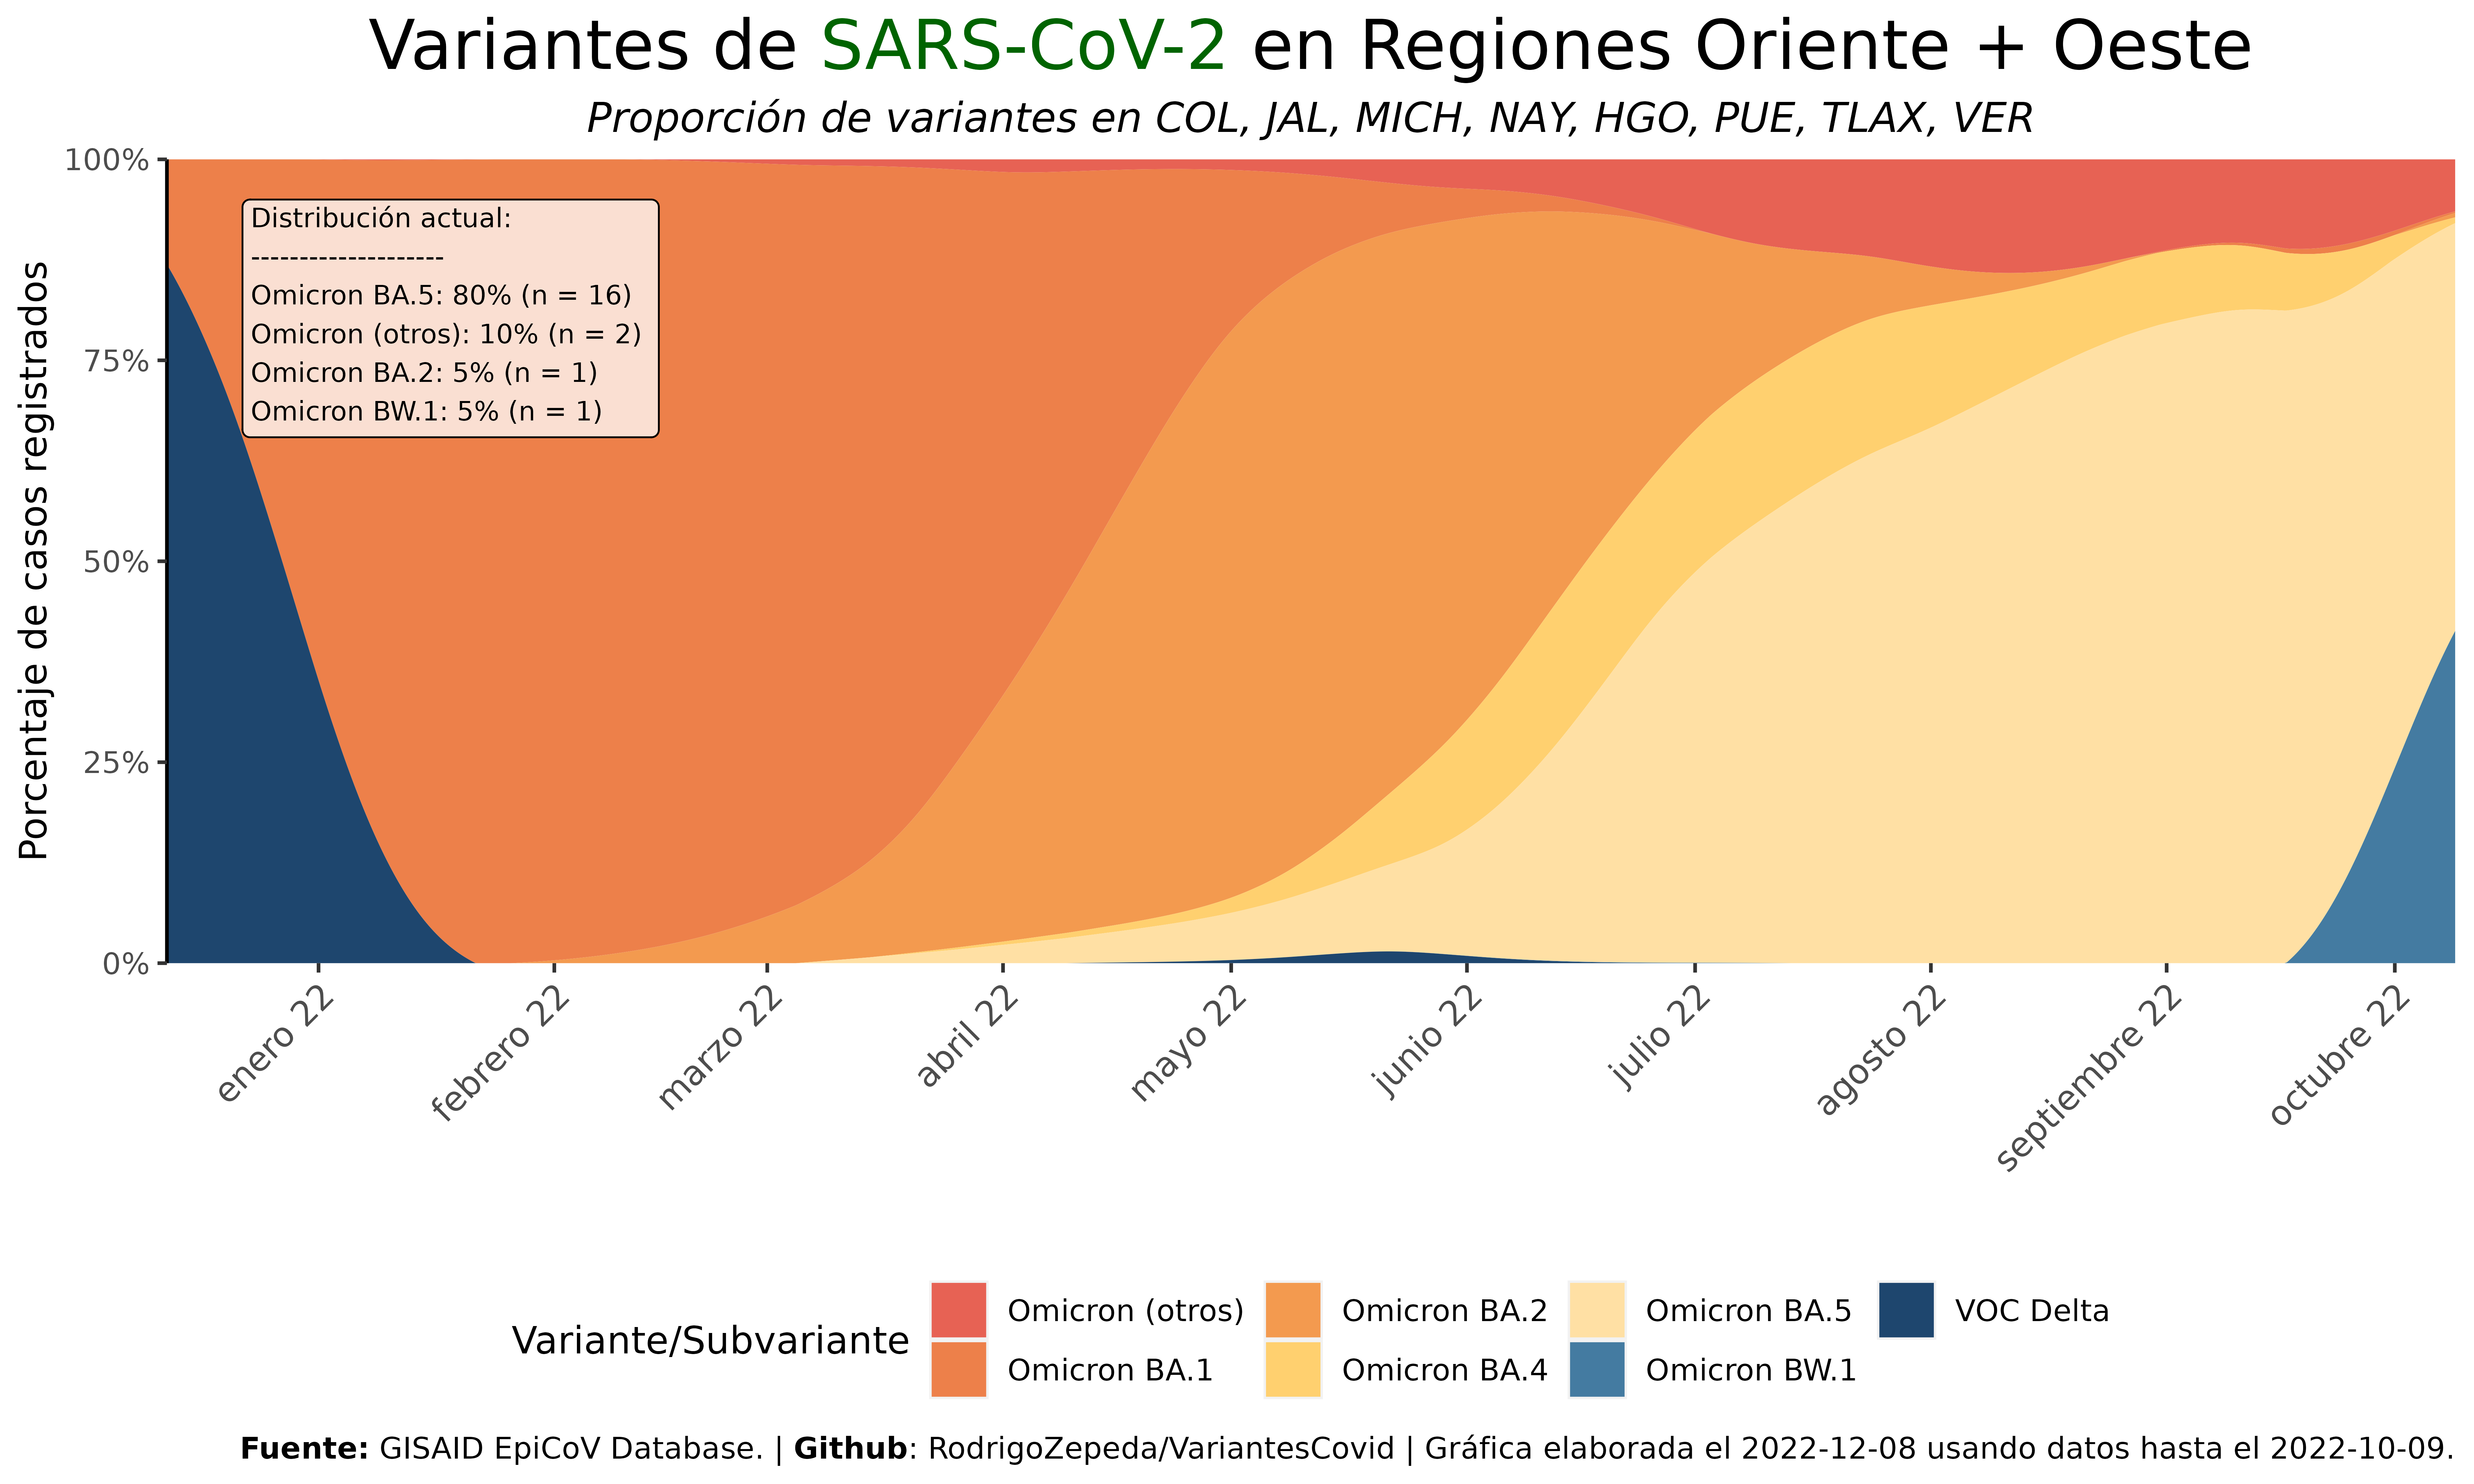 Variantes de SARS-CoV-2 en Regiones Oriente + Oeste
Proporción de variantes en COL, JAL, MICH, NAY, HGO, PUE, TLAX, VER
Porcentaje de casos registrados
100%
75%
50%
25%
0%
Distribución actual:
--------------------
Omicron BA.5: 80% (n = 16)
Omicron (otros): 10% (n = 2)
Omicron BA.2: 5% (n = 1)
Omicron BW.1: 5% (n = 1)
enero 22
febrero 22
marzo 22
abril 22
mayo 22
junio 22
julio 22
agosto 22
septiembre 22
octubre 22
Variante/Subvariante
Omicron (otros)
Omicron BA.1
Omicron BA.2
Omicron BA.4
Omicron BA.5
Omicron BW.1
VOC Delta
Fuente: GISAID EpiCoV Database. | Github: RodrigoZepeda/VariantesCovid | Gráfica elaborada el 2022-12-08 usando datos hasta el 2022-10-09.